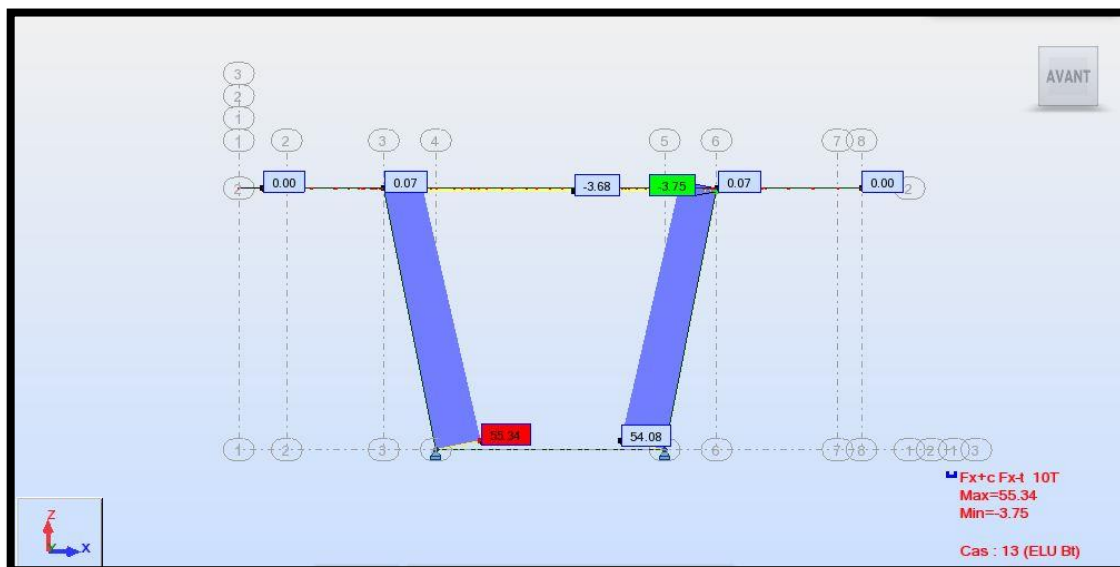 AVANT
3
2
1
1 2 3 4 5 6 7 8
2 0.00 0.07 -3.68 -3.75 0.07 0.00 2
55.34 54.08
1 2 3 6 7 8 1 2 1 3
Fx+c Fx-t 10T
Max=55.34
Min=-3.75
Cas : 13 (ELU Bt)
Z
X